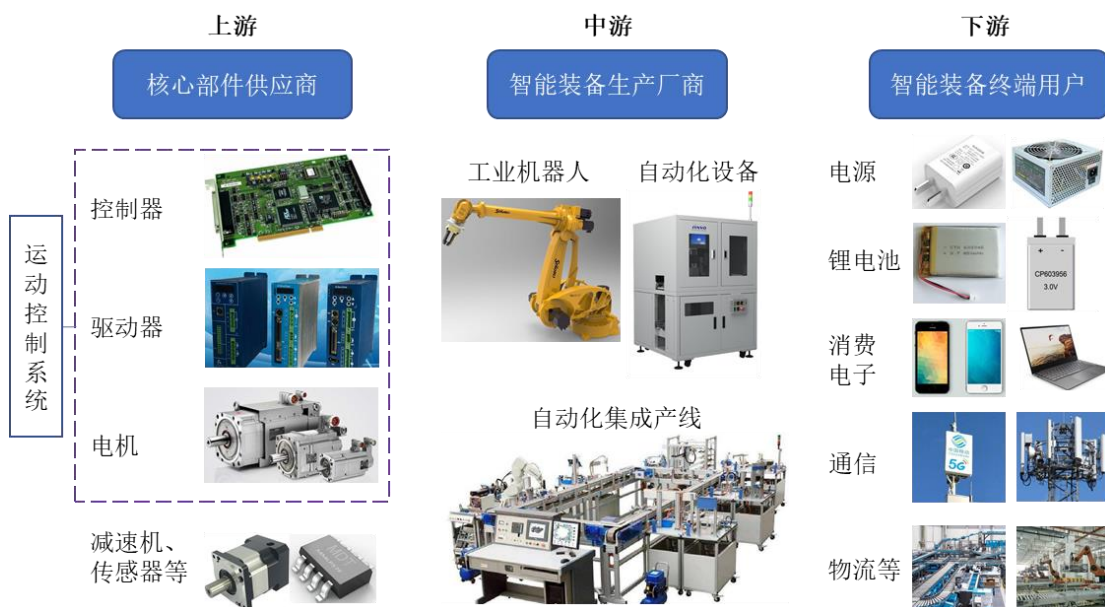 上游
中游
下游
核心部件供应商
智能装备生产厂商
智能装备终端用户
运动控制系统
控制器
驱动器
电机
减速机、
传感器等
工业机器人
自动化设备
自动化集成产线
电源
锂电池
CP603956
3.0V
消费
电子
通信
5G
物流等